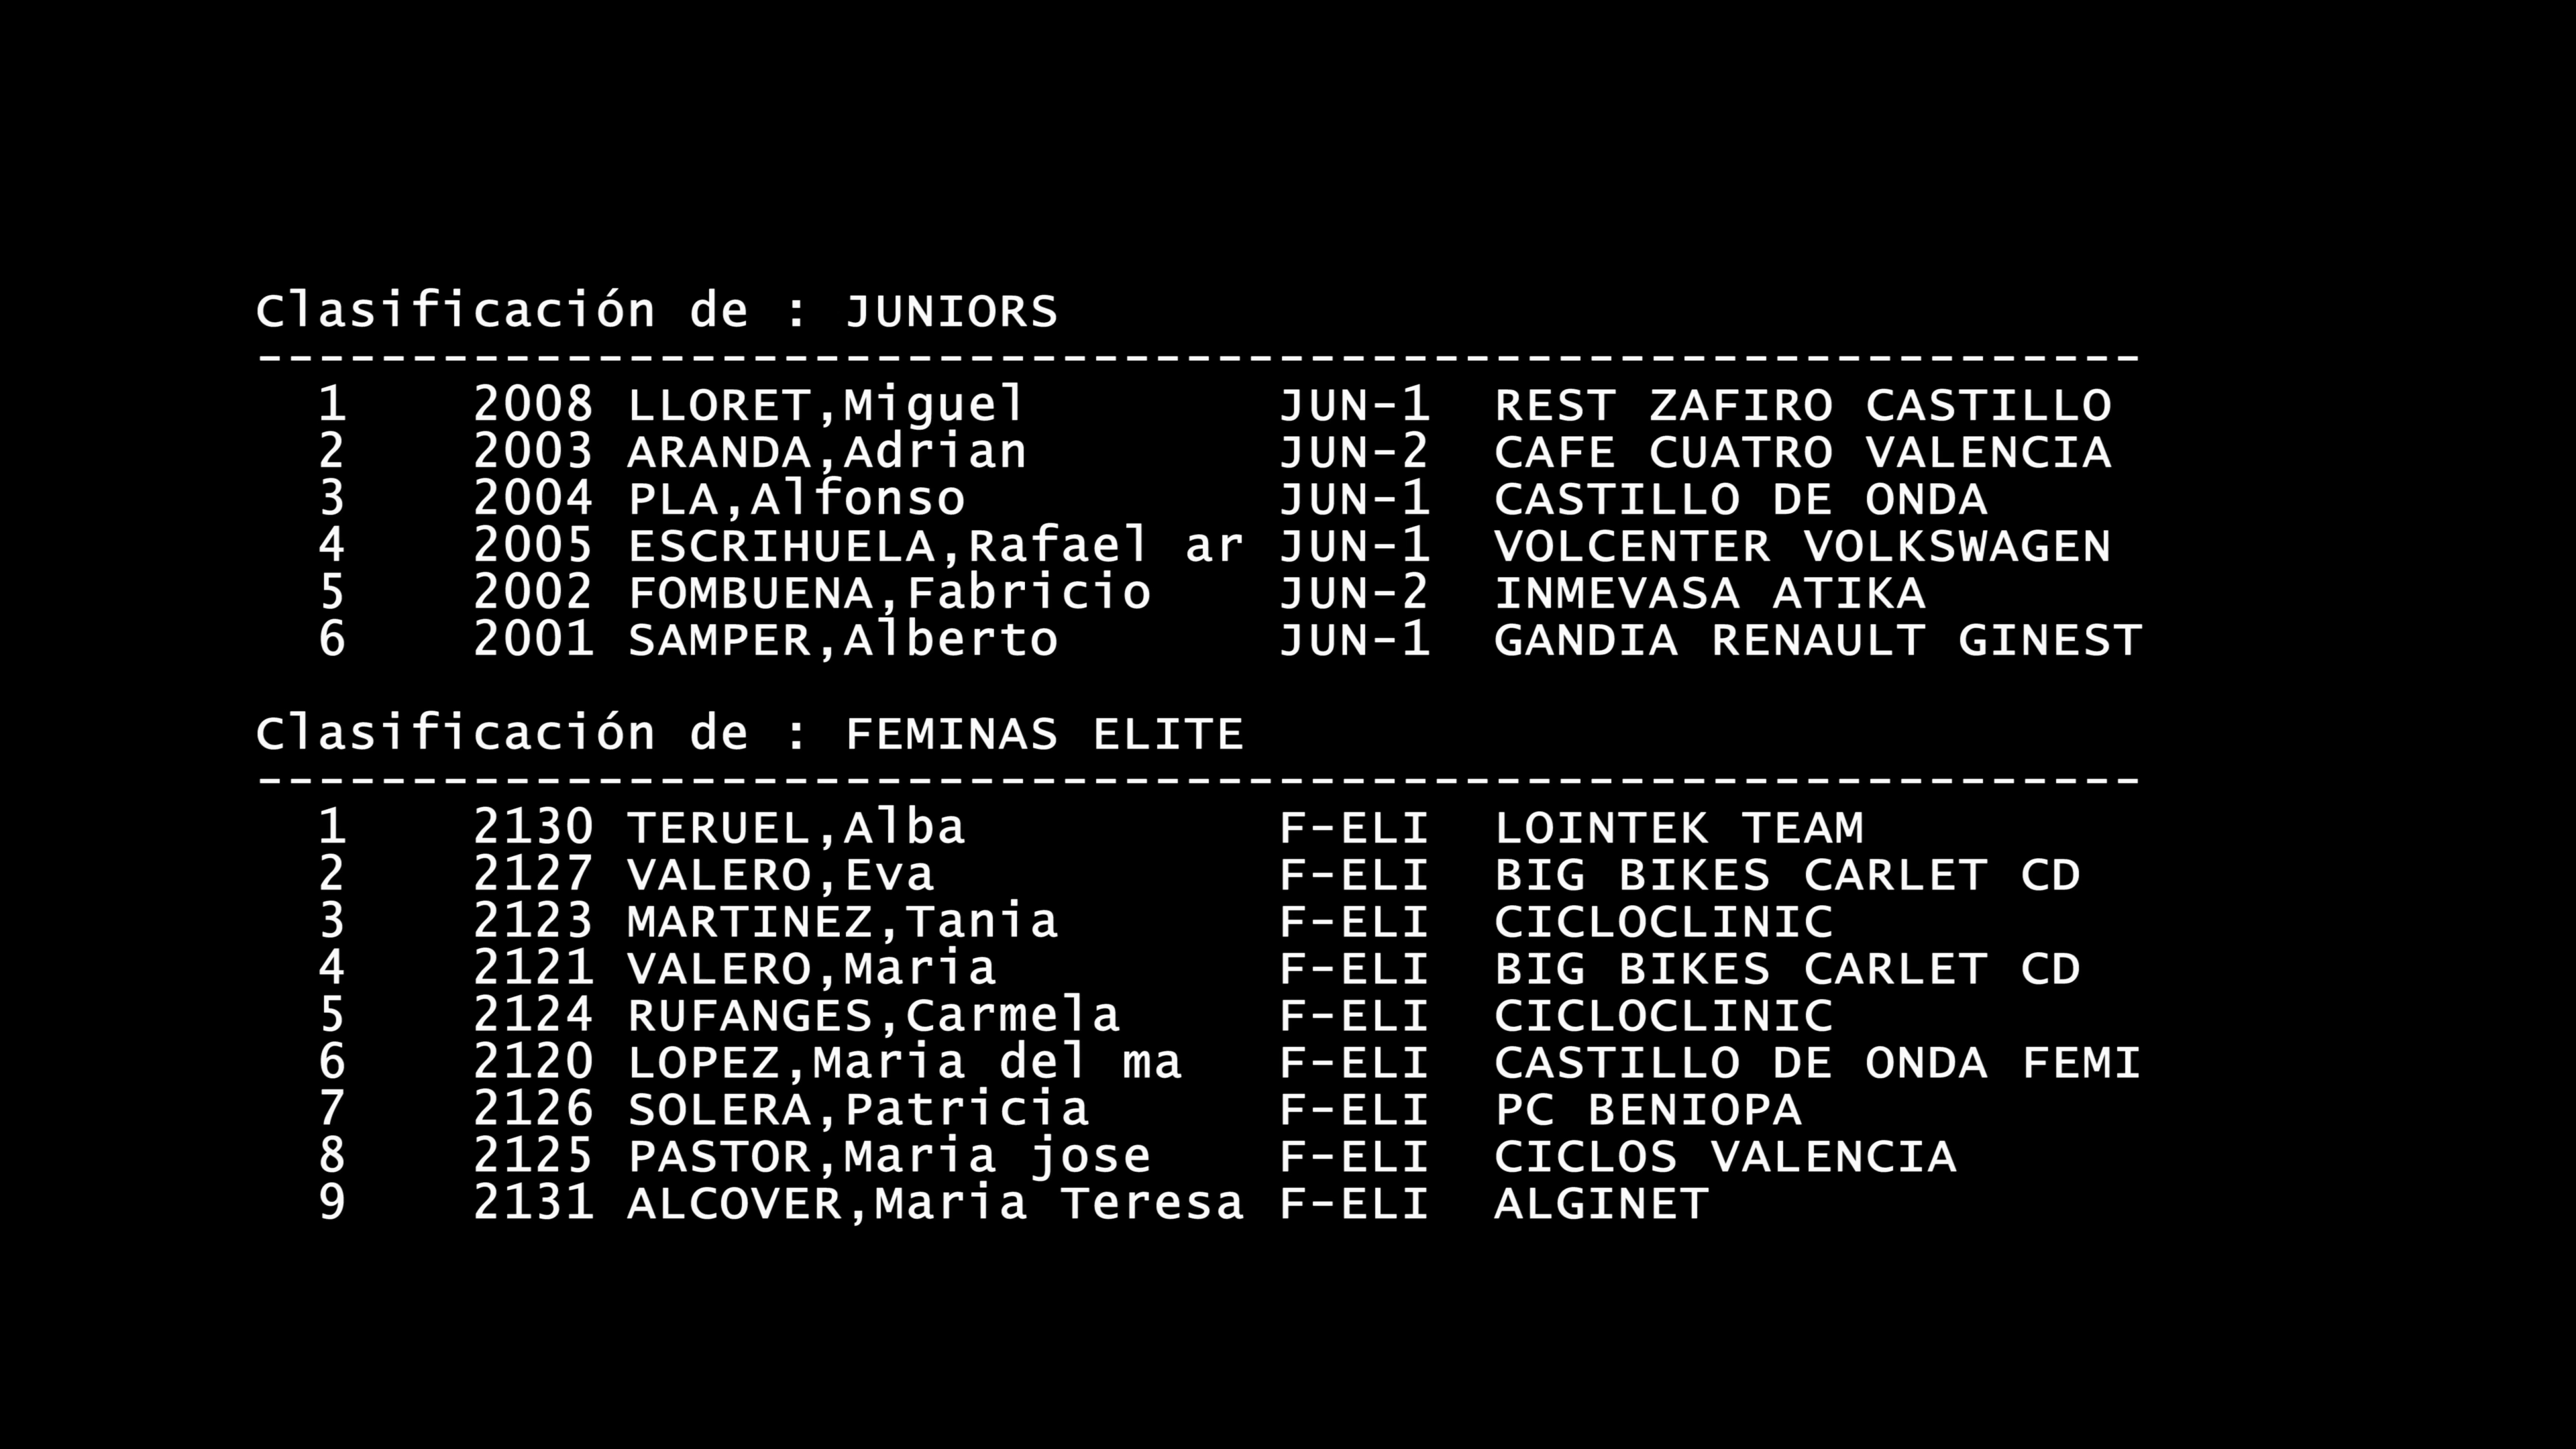 Clasificación de : JUNIORS
-------------------------------------------------------------
1 2008 LLORET,Miguel JUN-1 REST ZAFIRO CASTILLO
2 2003 ARANDA,Adrian JUN-2 CAFE CUATRO VALENCIA
3 2004 PLA,Alfonso JUN-1 CASTILLO DE ONDA
4 2005 ESCRIHUELA,Rafael ar JUN-1 VOLCENTER VOLKSWAGEN
5 2002 FOMBUENA,Fabricio JUN-2 INMEVASA ATIKA
6 2001 SAMPER,Alberto JUN-1 GANDIA RENAULT GINEST
Clasificación de : FEMINAS ELITE
-------------------------------------------------------------
1 2130 TERUEL,Alba F-ELI LOINTEK TEAM
2 2127 VALERO,Eva F-ELI BIG BIKES CARLET CD
3 2123 MARTINEZ,Tania F-ELI CICLOCLINIC
4 2121 VALERO,Maria F-ELI BIG BIKES CARLET CD
5 2124 RUFANGES,Carmela F-ELI CICLOCLINIC
6 2120 LOPEZ,Maria del ma F-ELI CASTILLO DE ONDA FEMI
7 2126 SOLERA,Patricia F-ELI PC BENIOPA
8 2125 PASTOR,Maria jose F-ELI CICLOS VALENCIA
9 2131 ALCOVER,Maria Teresa F-ELI ALGINET